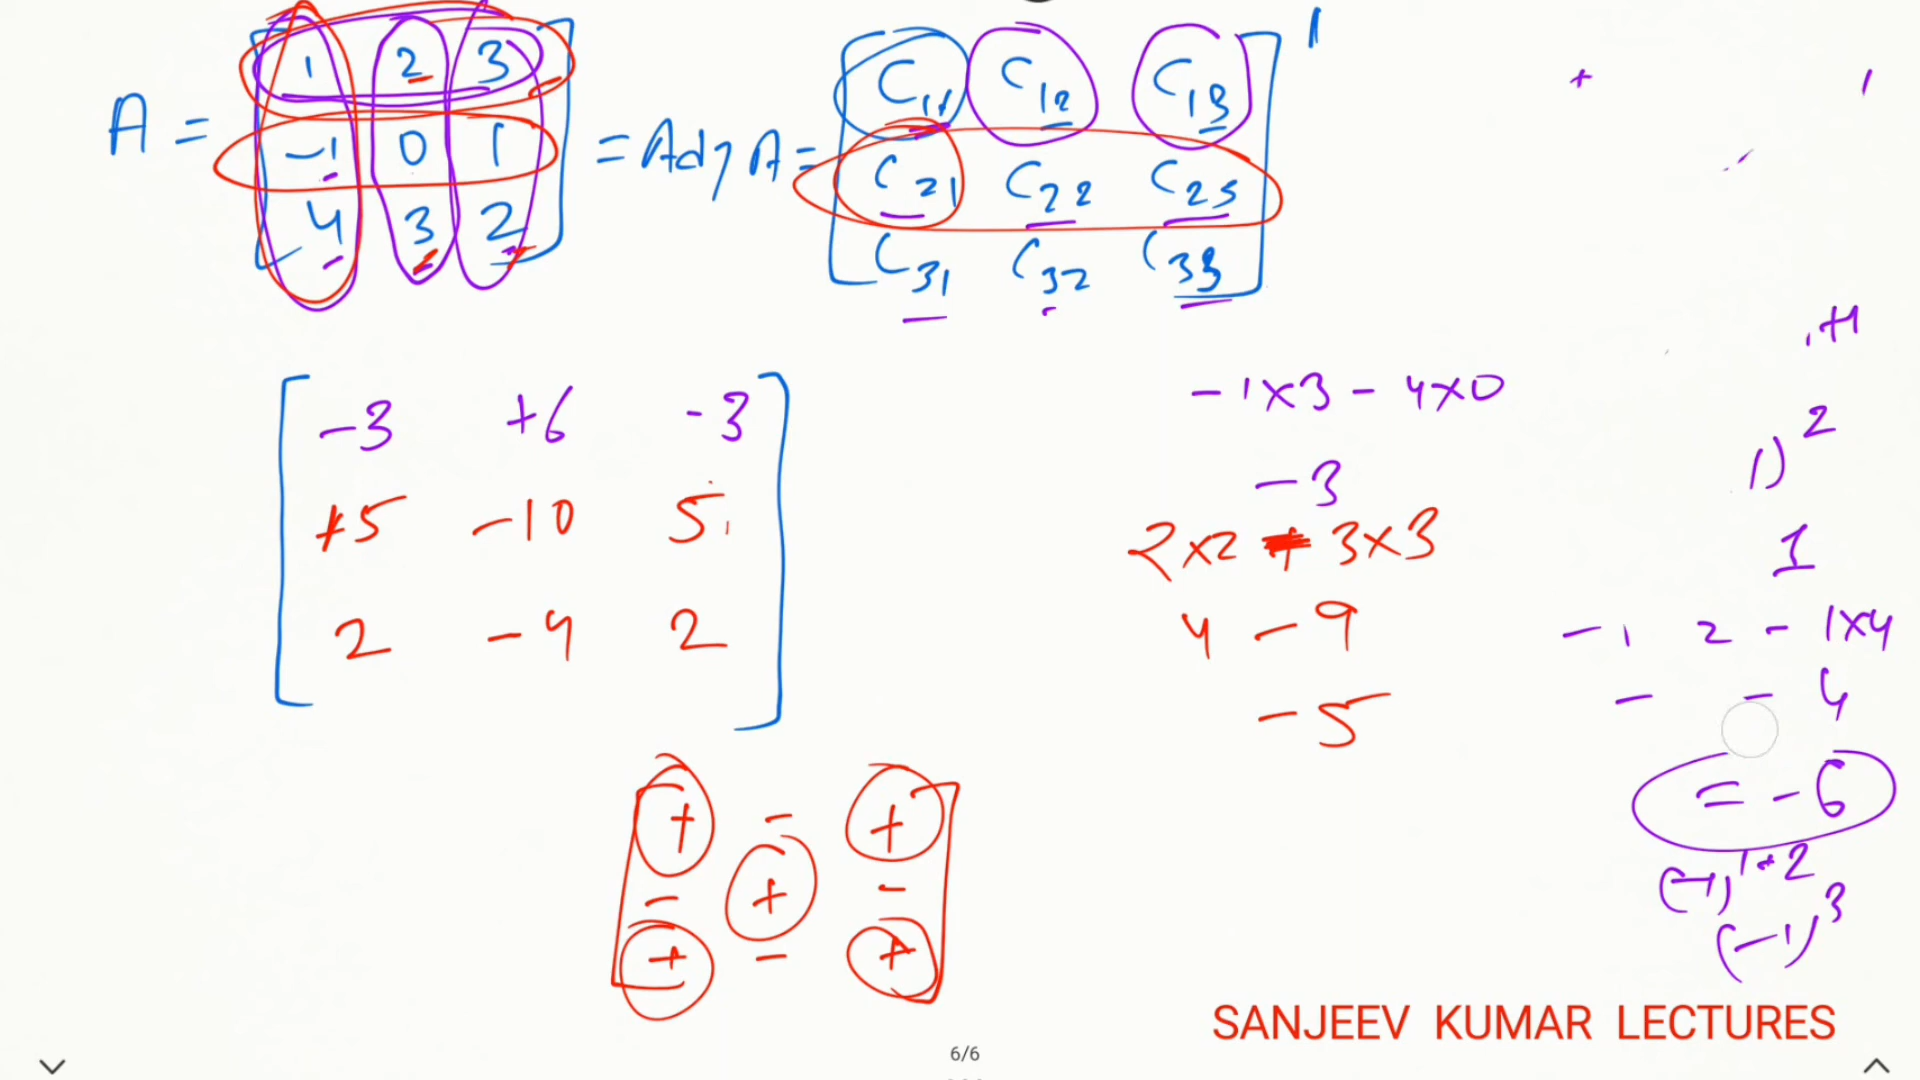 1 2 3
A = -1 0 1 = Adj A = C11 C12 C13 '
4 3 2
C21 C22 C23
C31 C32 C33
-3 +6 -3
+5 -10 5
2 -4 2
-1×3 - 4×0
-3
2×2 - 3×3
4 - 9
-5
+ - +
- + -
+ - +
1+1
1) 2
1
-1 2 - 1×4
- - 4
= -6
(-1) 1+2
(-1) 3
SANJEEV KUMAR LECTURES
6/6